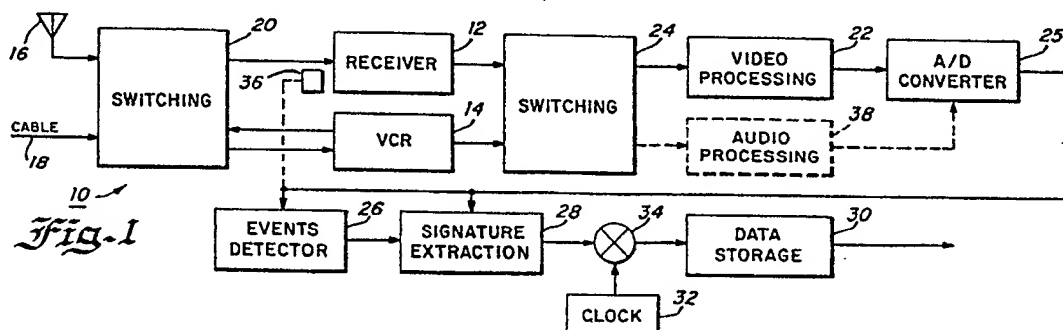 16
20
36
12
24
22
25
SWITCHING
RECEIVER
SWITCHING
VIDEO
PROCESSING
A/D
CONVERTER
CABLE
18
14
VCR
38
AUDIO
PROCESSING
10
Fig-1
26
EVENTS
DETECTOR
28
SIGNATURE
EXTRACTION
34
30
DATA
STORAGE
CLOCK
32